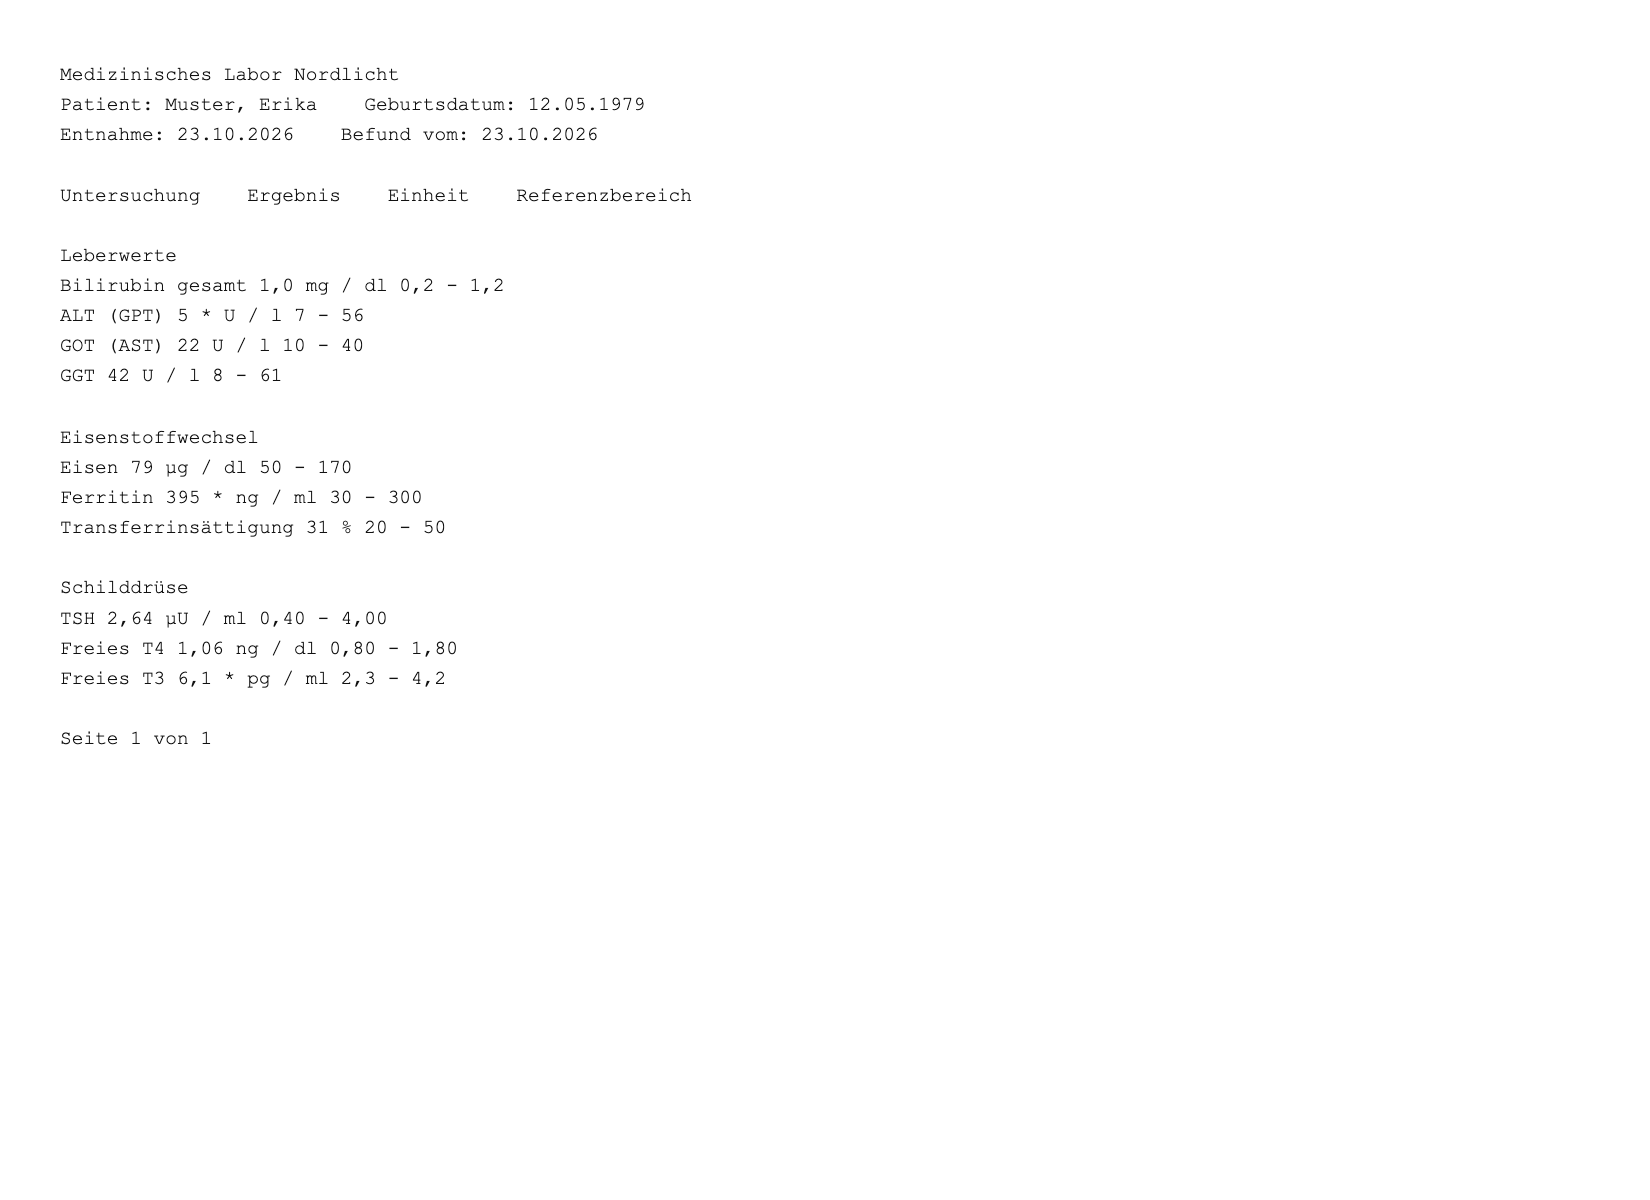 Medizinisches Labor Nordlicht
Patient: Muster, Erika    Geburtsdatum: 12.05.1979
Entnahme: 23.10.2026    Befund vom: 23.10.2026

Untersuchung    Ergebnis    Einheit    Referenzbereich

Leberwerte
Bilirubin gesamt 1,0 mg / dl 0,2 - 1,2
ALT (GPT) 5 * U / l 7 - 56
GOT (AST) 22 U / l 10 - 40
GGT 42 U / l 8 - 61

Eisenstoffwechsel
Eisen 79 µg / dl 50 - 170
Ferritin 395 * ng / ml 30 - 300
Transferrinsättigung 31 % 20 - 50

Schilddrüse
TSH 2,64 µU / ml 0,40 - 4,00
Freies T4 1,06 ng / dl 0,80 - 1,80
Freies T3 6,1 * pg / ml 2,3 - 4,2

Seite 1 von 1